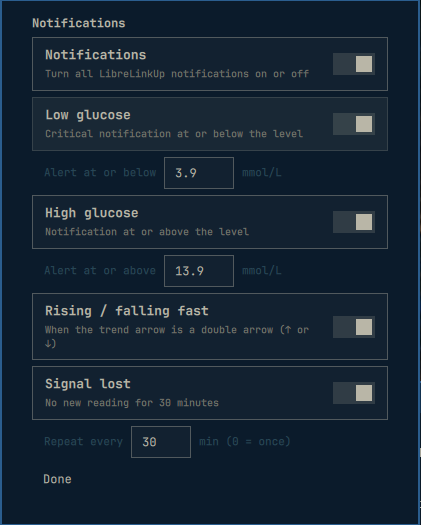 Notifications
Notifications
Turn all LibreLinkUp notifications on or off
Low glucose
Critical notification at or below the level
Alert at or below 3.9 mmol/L
High glucose
Notification at or above the level
Alert at or above 13.9 mmol/L
Rising / falling fast
When the trend arrow is a double arrow (↑ or
↓)
Signal lost
No new reading for 30 minutes
Repeat every 30 min (0 = once)
Done